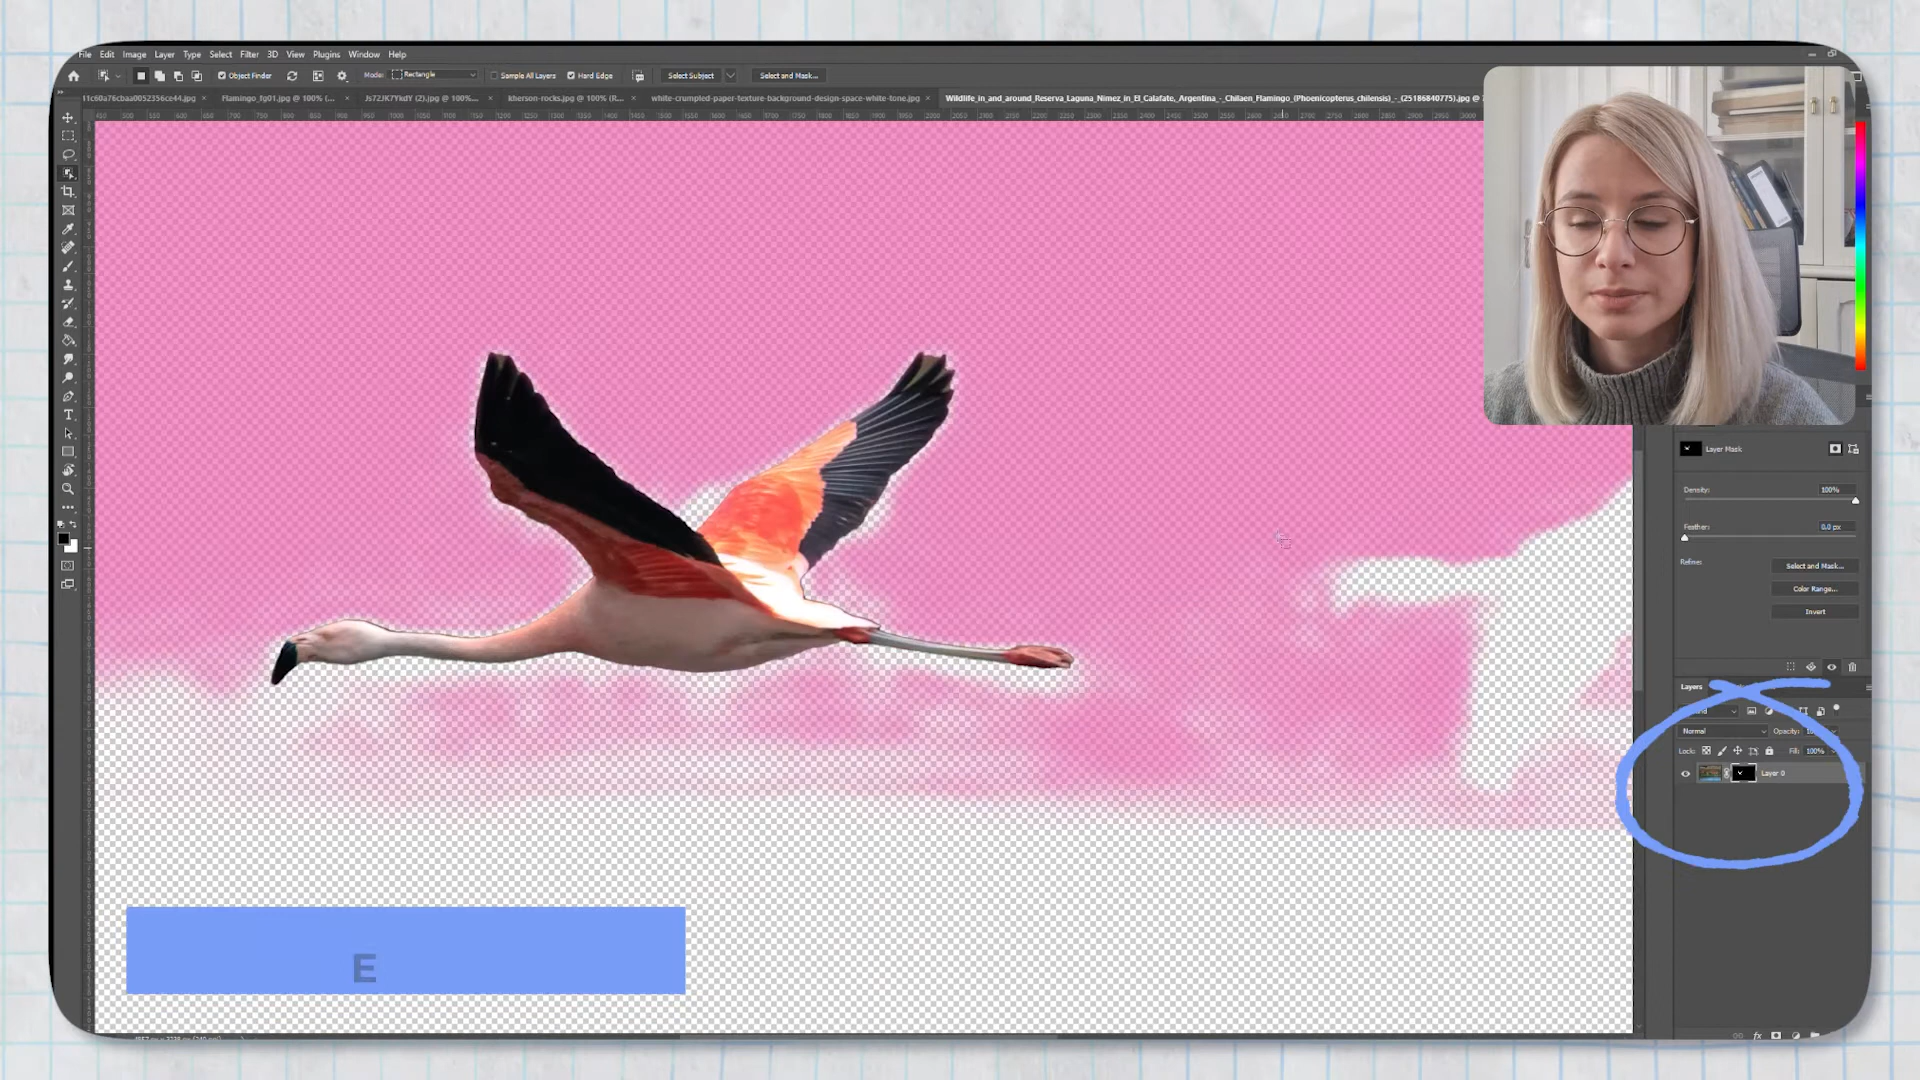 File Edit Image Layer Type Select Filter 3D View Plugins Window Help
Object Finder Mode: Rectangle Sample All Layers Hard Edge Select Subject Select and Mask...
11c60a76cbaa0052356ce44.jpg Flamingo_fg01.jpg @ 100% (... Js72JK7YkdY (2).jpg @ 100%... kherson-rocks.jpg @ 100% (R... white-crumpted-paper-texture-background-design-space-white-tone.jpg Wildlife_in_and_around_Reserva_Laguna_Nimez_in_El_Calafate,_Argentina_-_Chilaen_Flamingo_(Phoenicopterus_chilensis)_-_(25186840775).jpg @
Layer Mask
Density: 100%
Feather: 0.0 px
Refine: Select and Mask...
Color Range...
Invert
Layers
Normal Opacity:
Lock: Fill: 100%
Layer 0
E
fx